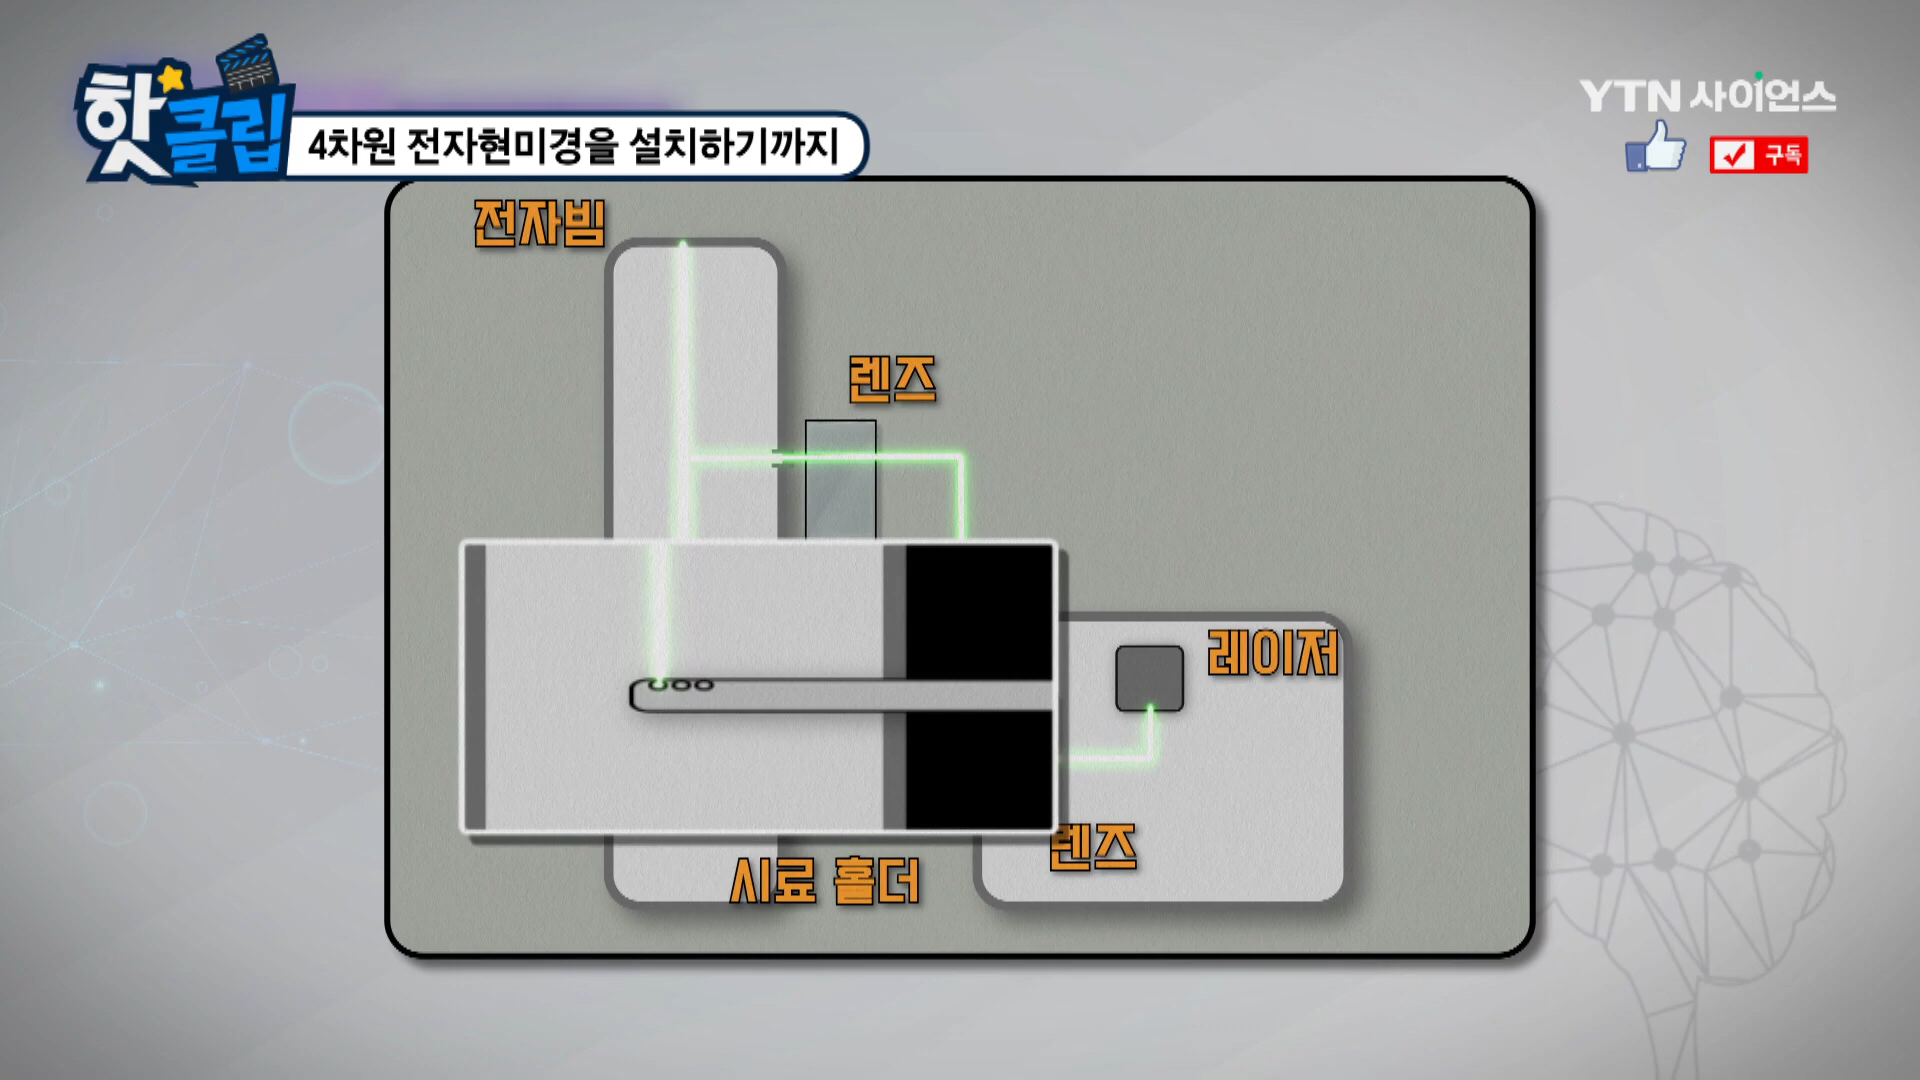 핫클립
4차원 전자현미경을 설치하기까지
YTN 사이언스
구독
전자빔
렌즈
레이저
렌즈
시료 홀더